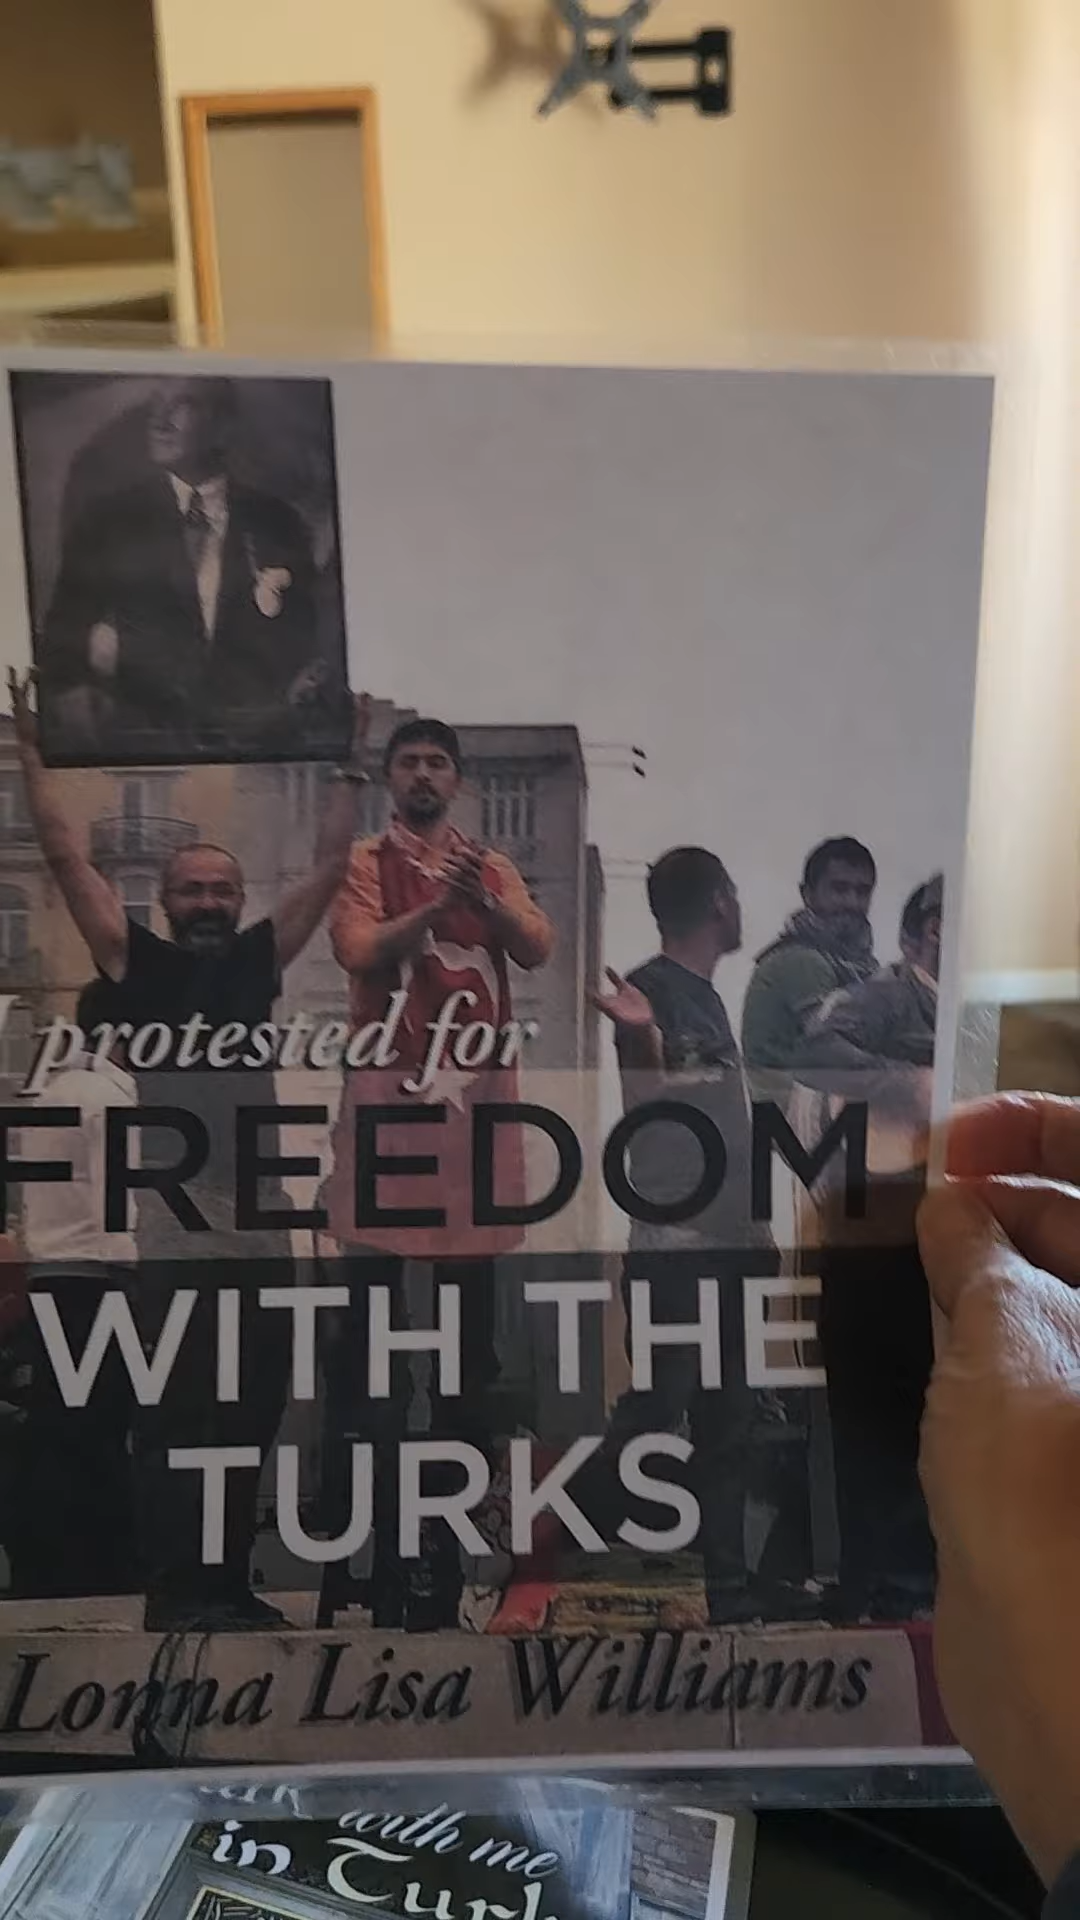 I protested for
FREEDOM
WITH THE
TURKS
Lonna Lisa Williams
with me
in Turk